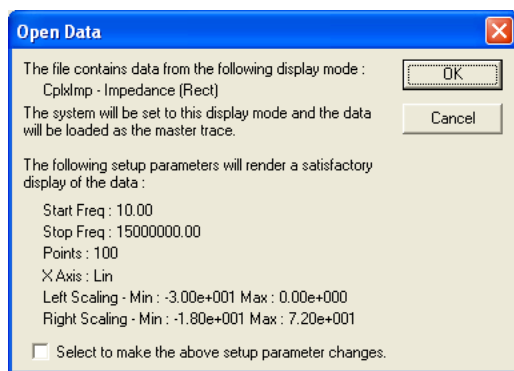 Open Data
The file contains data from the following display mode :
CplxImp - Impedance (Rect)
The system will be set to this display mode and the data
will be loaded as the master trace.
OK
Cancel
The following setup parameters will render a satisfactory
display of the data :
Start Freq : 10.00
Stop Freq : 15000000.00
Points : 100
X Axis : Lin
Left Scaling - Min : -3.00e+001 Max : 0.00e+000
Right Scaling - Min : -1.80e+001 Max : 7.20e+001
Select to make the above setup parameter changes.